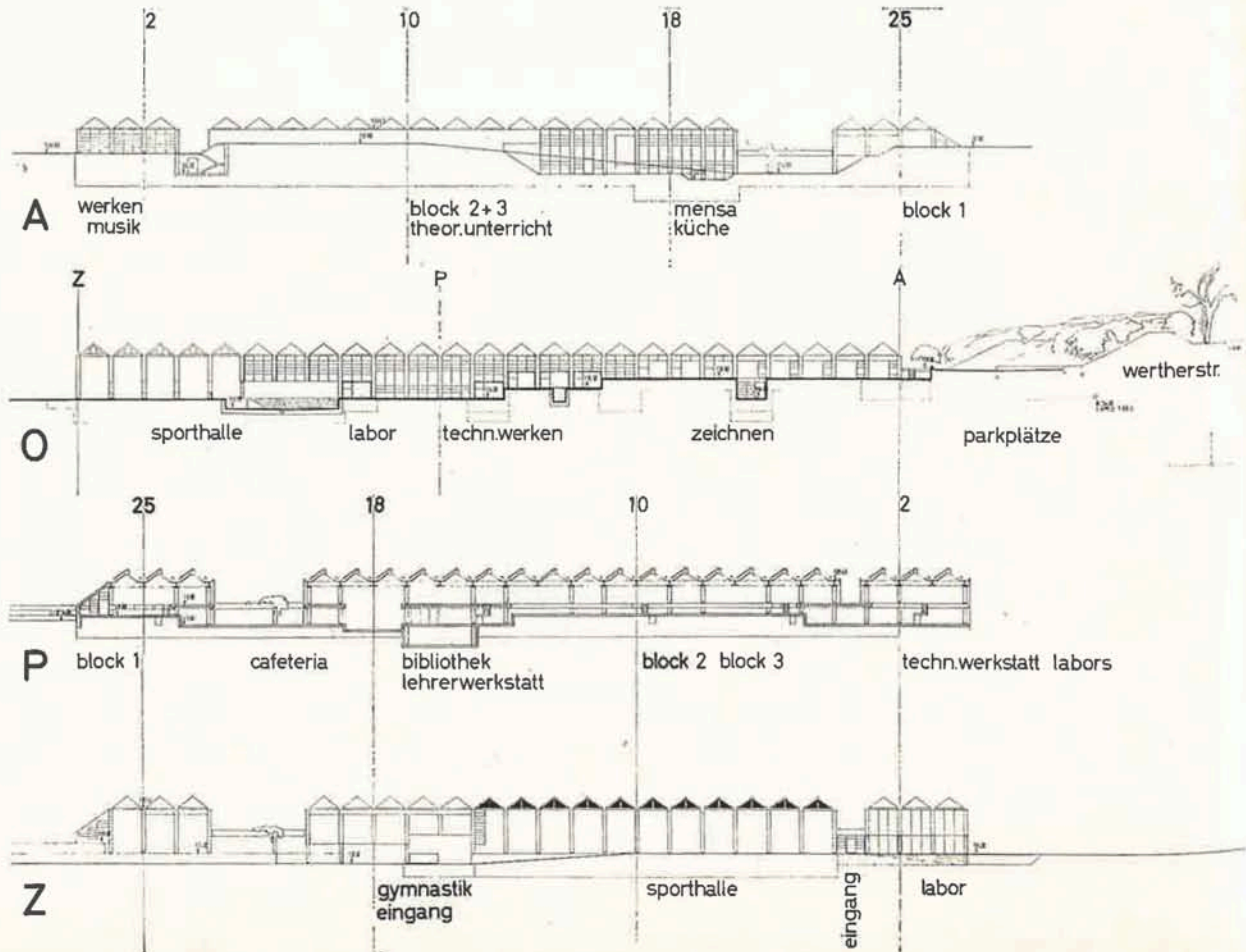 2 10 18 25
A
werken
musik
block 2+3
theor.unterricht
mensa
küche
block 1
Z P A
wertherstr.
O
sporthalle labor techn.werken zeichnen parkplätze
25 18 10 2
P
block 1 cafeteria
bibliothek
lehrerwerkstatt
block 2 block 3
techn.werkstatt labors
Z
gymnastik
eingang
sporthalle
eingang
labor